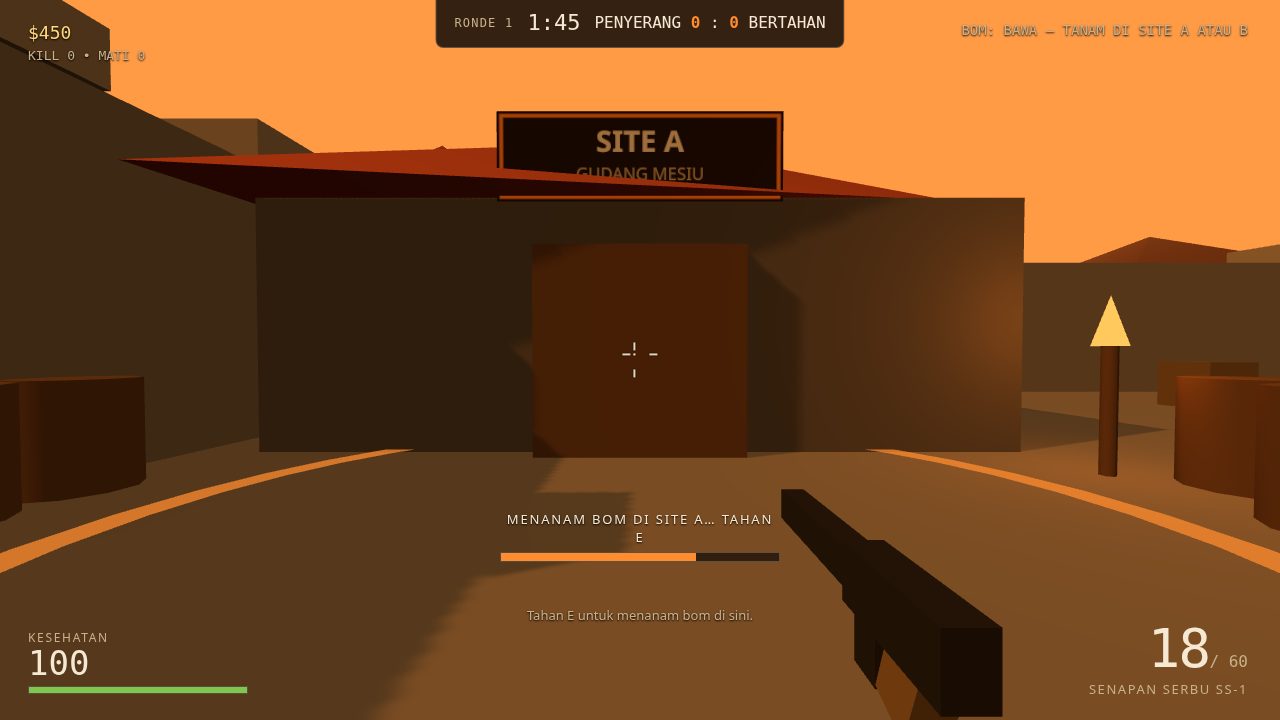 $450
KILL 0 • MATI 0
RONDE 1 1:45 PENYERANG 0 : 0 BERTAHAN
BOM: BAWA — TANAM DI SITE A ATAU B
SITE A
GUDANG MESIU
MENANAM BOM DI SITE A… TAHAN
E
Tahan E untuk menanam bom di sini.
KESEHATAN
100
18 / 60
SENAPAN SERBU SS-1